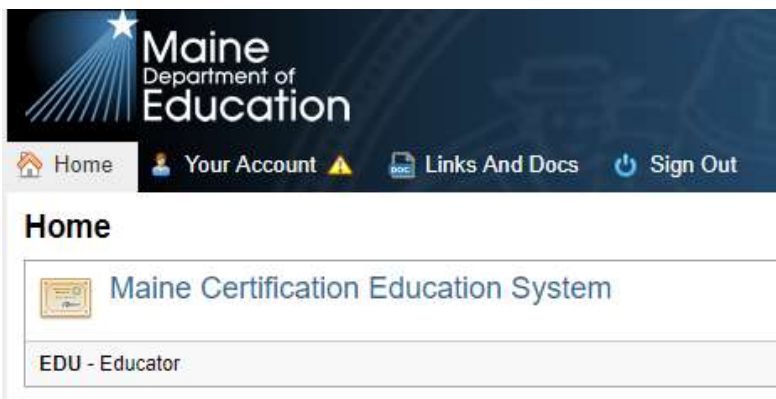 Maine
Department of
Education
Home Your Account Links And Docs Sign Out
Home
Maine Certification Education System
EDU - Educator